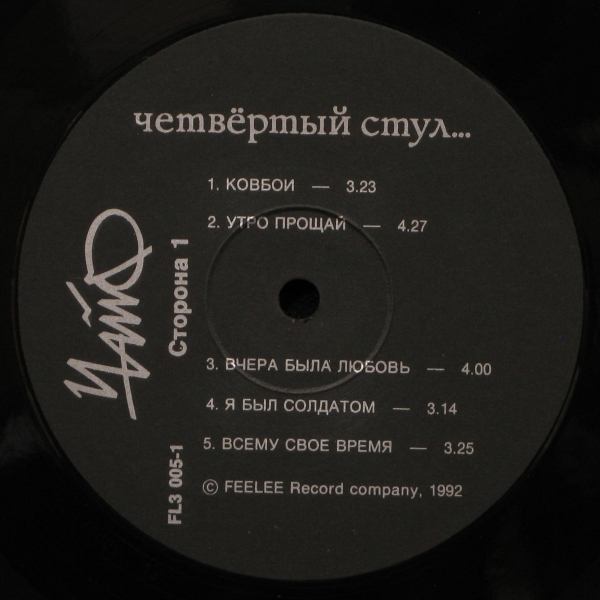 четвёртый стул...
1. КОВБОИ — 3.23
2. УТРО ПРОЩАЙ — 4.27
Сторона 1
3. ВЧЕРА БЫЛА ЛЮБОВЬ — 4.00
4. Я БЫЛ СОЛДАТОМ — 3.14
5. ВСЕМУ СВОЕ ВРЕМЯ — 3.25
FL3 005-1
© FEELEE Record company, 1992